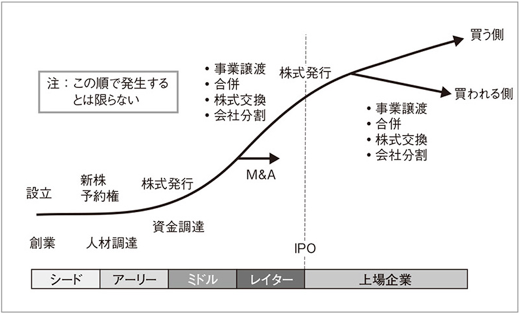 注：この順で発生する
とは限らない
• 事業譲渡
• 合併
• 株式交換
• 会社分割
株式発行
買う側
買われる側
• 事業譲渡
• 合併
• 株式交換
• 会社分割
M&A
設立
新株
予約権
株式発行
創業
人材調達
資金調達
IPO
シード
アーリー
ミドル
レイター
上場企業